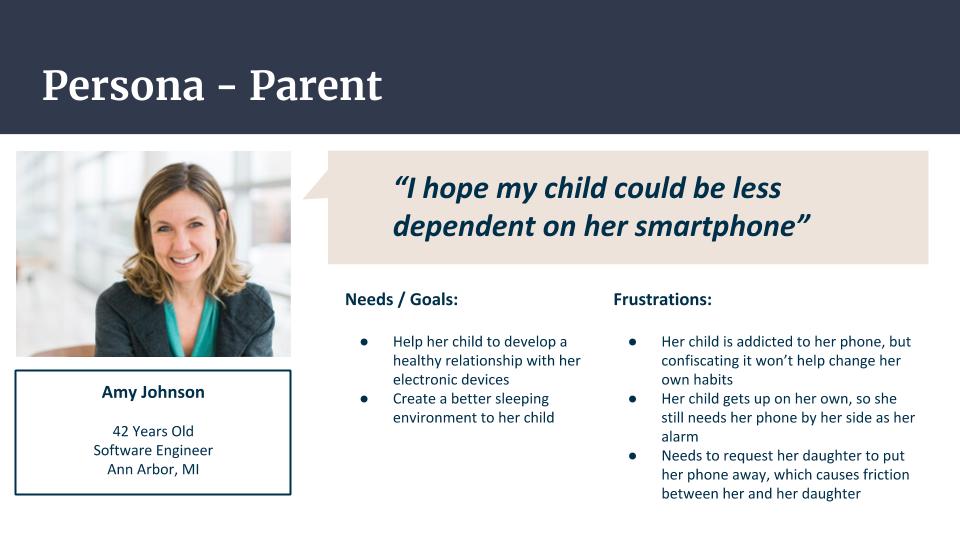 Persona - Parent
“I hope my child could be less
dependent on her smartphone”
Amy Johnson
42 Years Old
Software Engineer
Ann Arbor, MI
Needs / Goals:
● Help her child to develop a
healthy relationship with her
electronic devices
● Create a better sleeping
environment to her child
Frustrations:
● Her child is addicted to her phone, but
confiscating it won’t help change her
own habits
● Her child gets up on her own, so she
still needs her phone by her side as her
alarm
● Needs to request her daughter to put
her phone away, which causes friction
between her and her daughter